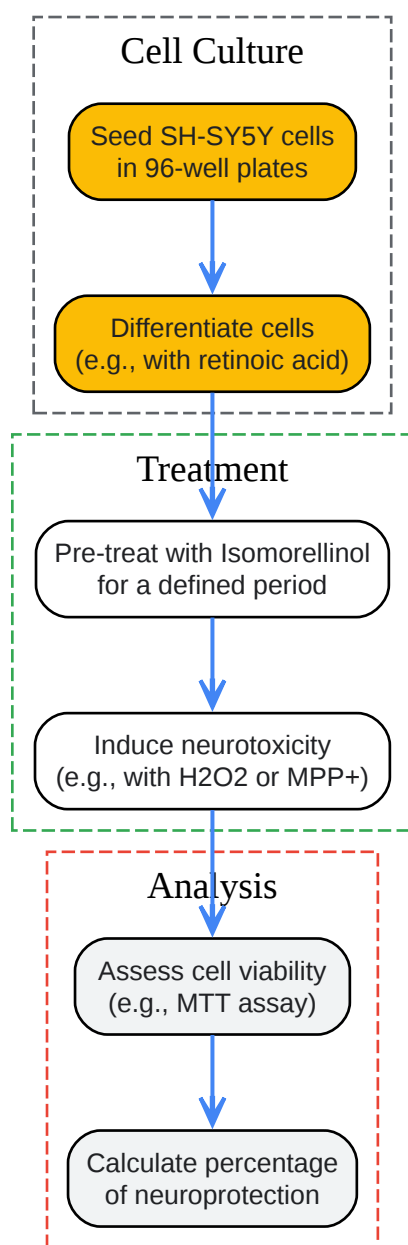 Cell Culture
Seed SH-SY5Y cells
in 96-well plates
Differentiate cells
(e.g., with retinoic acid)
Treatment
Pre-treat with Isomorellinol
for a defined period
Induce neurotoxicity
(e.g., with H2O2 or MPP+)
Analysis
Assess cell viability
(e.g., MTT assay)
Calculate percentage
of neuroprotection